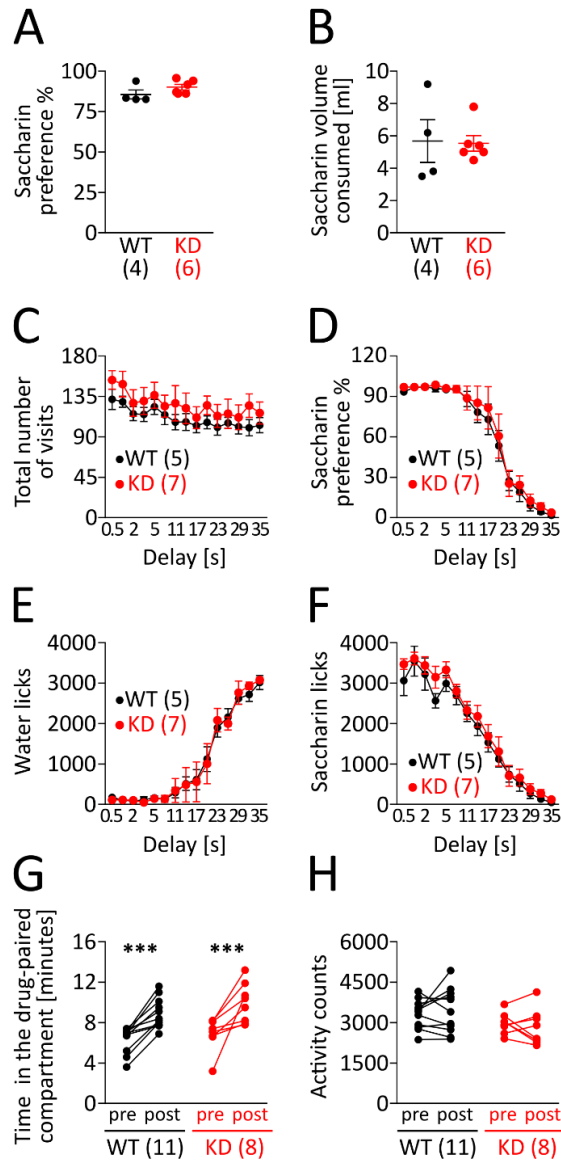 A
Saccharin
preference %
100
75
50
25
0
WT
(4)
KD
(6)
B
Saccharin volume
consumed [ml]
10
8
6
4
2
0
WT
(4)
KD
(6)
C
Total number
of visits
180
135
90
45
0
WT (5)
KD (7)
0.5 2 5 11 17 23 29 35
Delay [s]
D
Saccharin
preference %
120
90
60
30
0
WT (5)
KD (7)
0.5 2 5 11 17 23 29 35
Delay [s]
E
Water licks
4000
3000
2000
1000
0
WT (5)
KD (7)
0.5 2 5 11 17 23 29 35
Delay [s]
F
Saccharin licks
4000
3000
2000
1000
0
WT (5)
KD (7)
0.5 2 5 11 17 23 29 35
Delay [s]
G
Time in the drug-paired
compartment [minutes]
16
12
8
4
0
*** ***
pre post pre post
WT (11) KD (8)
H
Activity counts
6000
4500
3000
1500
0
pre post pre post
WT (11) KD (8)